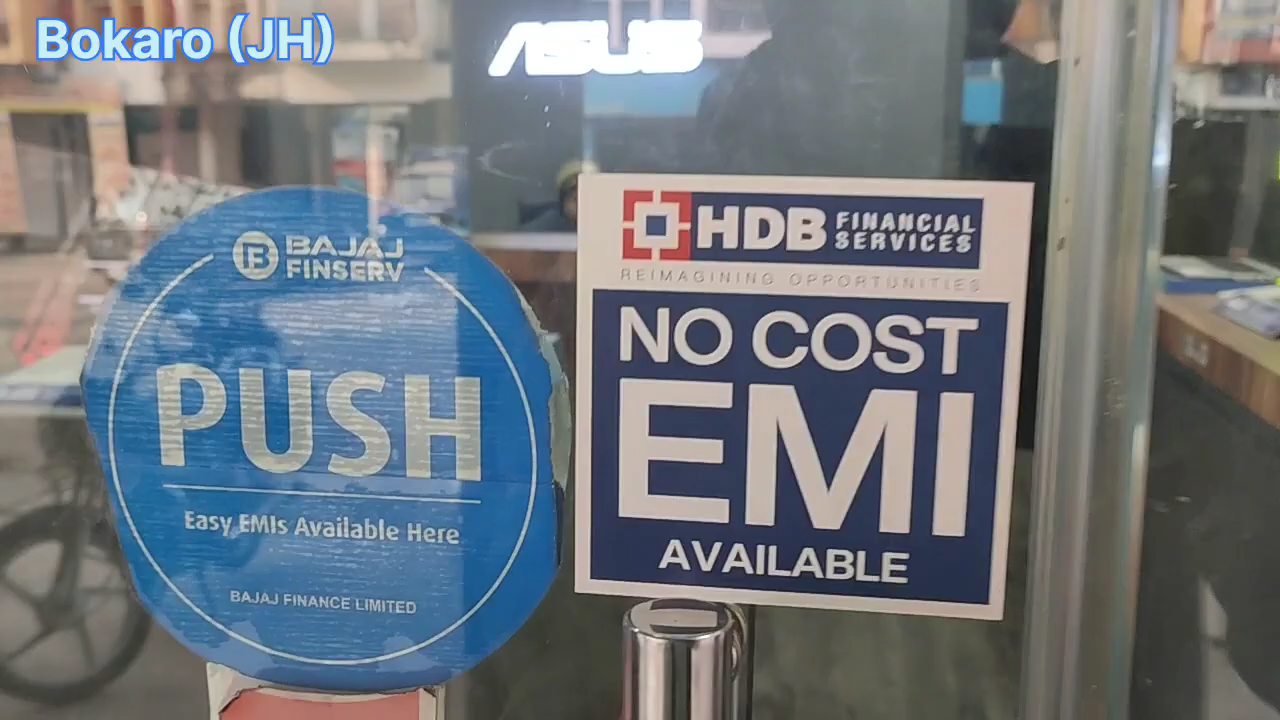 Bokaro (JH)
ASUS
BAJAJ
FINSERV
PUSH
Easy EMIs Available Here
BAJAJ FINANCE LIMITED
HDB FINANCIAL
SERVICES
REIMAGINING OPPORTUNITIES
NO COST
EMI
AVAILABLE